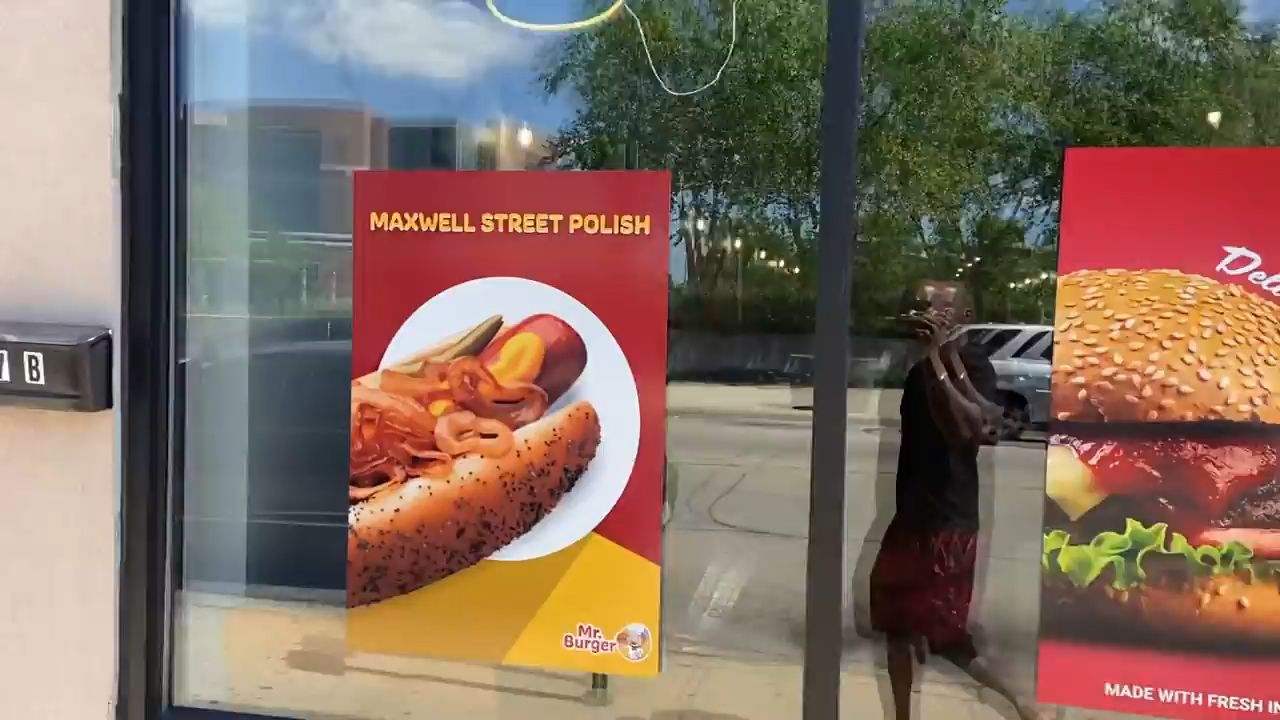 MAXWELL STREET POLISH
B
Mr.
Burger
MADE WITH FRESH